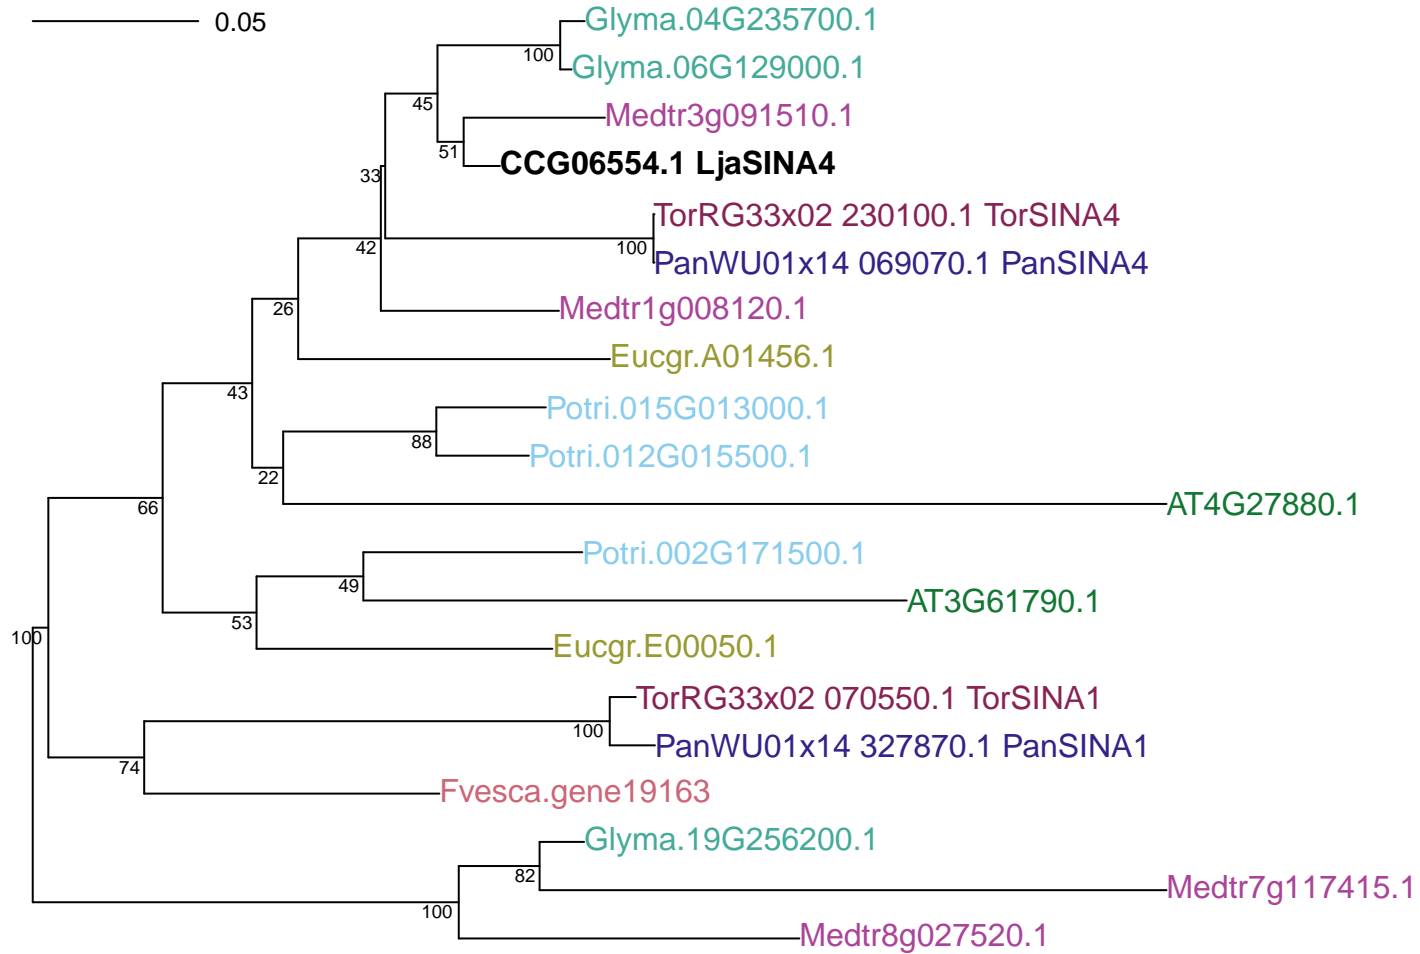 0.05
Glyma.04G235700.1
100
Glyma.06G129000.1
45
Medtr3g091510.1
51
CCG06554.1 LjaSINA4
33
TorRG33x02 230100.1 TorSINA4
100
42
PanWU01x14 069070.1 PanSINA4
Medtr1g008120.1
26
Eucgr.A01456.1
43
Potri.015G013000.1
88
Potri.012G015500.1
22
66
AT4G27880.1
Potri.002G171500.1
49
AT3G61790.1
53
100
Eucgr.E00050.1
TorRG33x02 070550.1 TorSINA1
100
PanWU01x14 327870.1 PanSINA1
74
Fvesca.gene19163
Glyma.19G256200.1
82
Medtr7g117415.1
100
Medtr8g027520.1